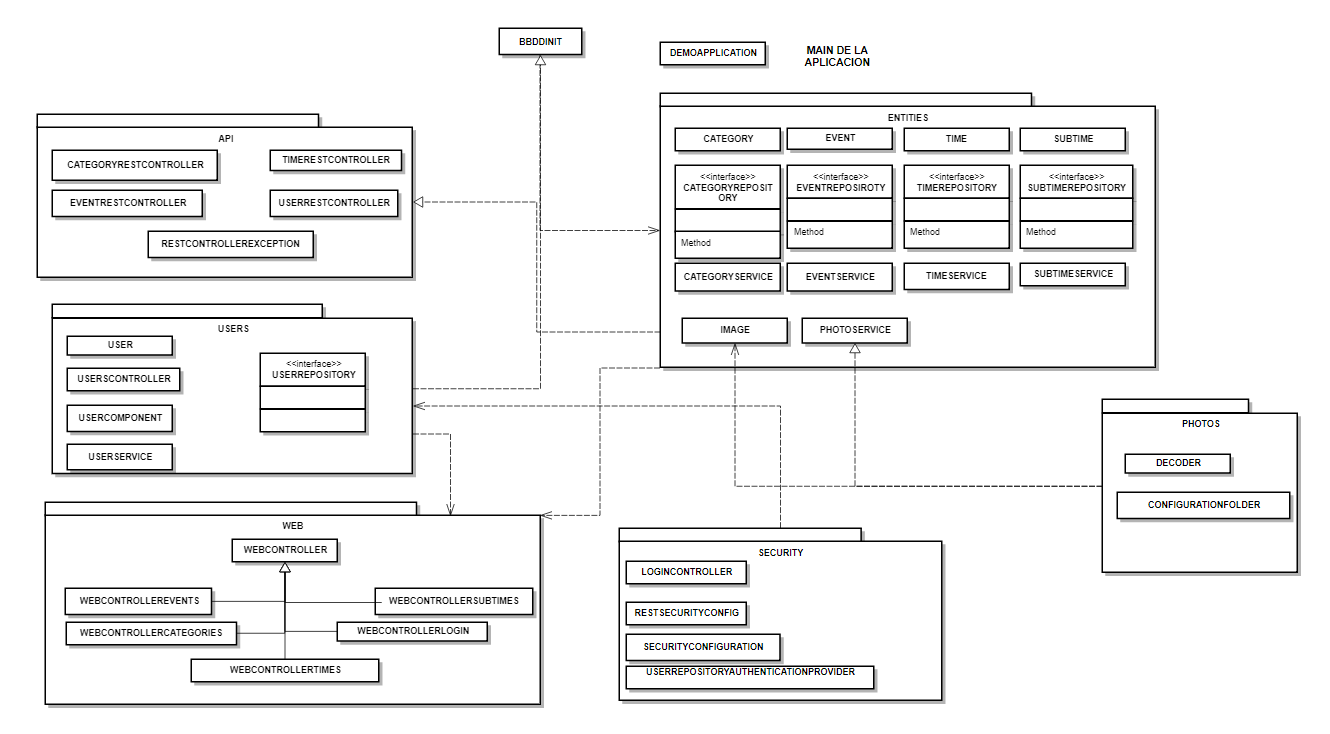 BBDDINIT
DEMOAPPLICATION
MAIN DE LA
APLICACION
API
CATEGORYRESTCONTROLLER
TIMERESTCONTROLLER
EVENTRESTCONTROLLER
USERRESTCONTROLLER
RESTCONTROLLEREXCEPTION
ENTITIES
CATEGORY
EVENT
TIME
SUBTIME
<<interface>>
CATEGORYREPOSIT
ORY
Method
<<interface>>
EVENTREPOSIROTY
Method
<<interface>>
TIMEREPOSITORY
Method
<<interface>>
SUBTIMEREPOSITORY
Method
CATEGORYSERVICE
EVENTSERVICE
TIMESERVICE
SUBTIMESERVICE
IMAGE
PHOTOSERVICE
USERS
USER
USERSCONTROLLER
USERCOMPONENT
USERSERVICE
<<interface>>
USERREPOSITORY
PHOTOS
DECODER
CONFIGURATIONFOLDER
WEB
WEBCONTROLLER
WEBCONTROLLEREVENTS
WEBCONTROLLERSUBTIMES
WEBCONTROLLERCATEGORIES
WEBCONTROLLERLOGIN
WEBCONTROLLERTIMES
SECURITY
LOGINCONTROLLER
RESTSECURITYCONFIG
SECURITYCONFIGURATION
USERREPOSITORYAUTHENTICATIONPROVIDER